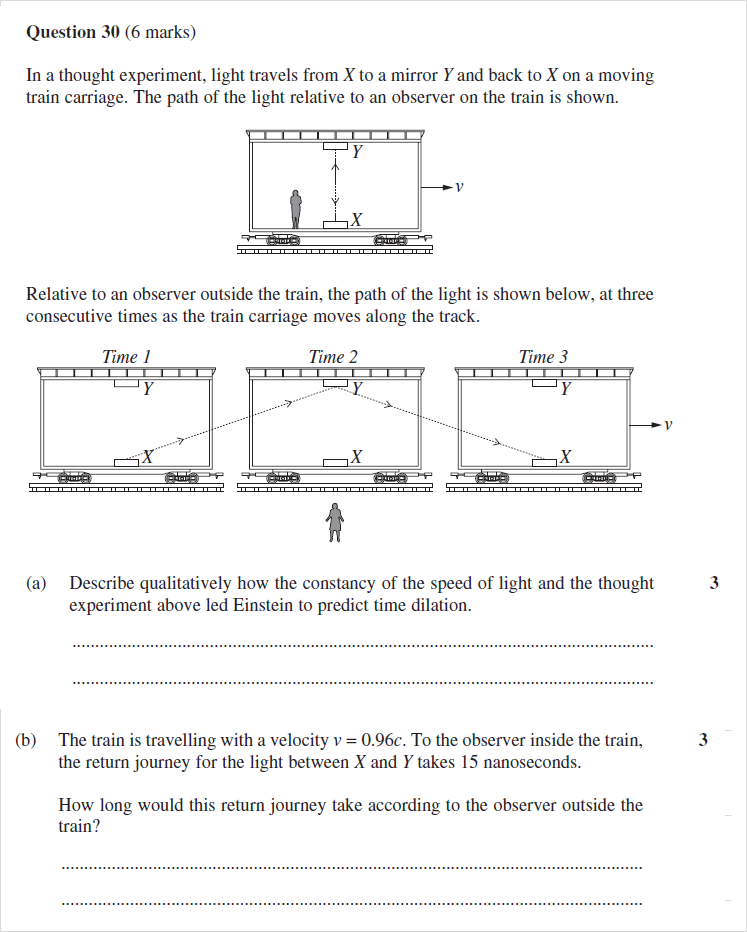 Question 30 (6 marks)
In a thought experiment, light travels from X to a mirror Y and back to X on a moving
train carriage. The path of the light relative to an observer on the train is shown.
Y
v
X
Relative to an observer outside the train, the path of the light is shown below, at three
consecutive times as the train carriage moves along the track.
Time 1 Time 2 Time 3
Y Y Y
v
X X X
(a) Describe qualitatively how the constancy of the speed of light and the thought 3
experiment above led Einstein to predict time dilation.
(b) The train is travelling with a velocity v = 0.96c. To the observer inside the train, 3
the return journey for the light between X and Y takes 15 nanoseconds.
How long would this return journey take according to the observer outside the
train?